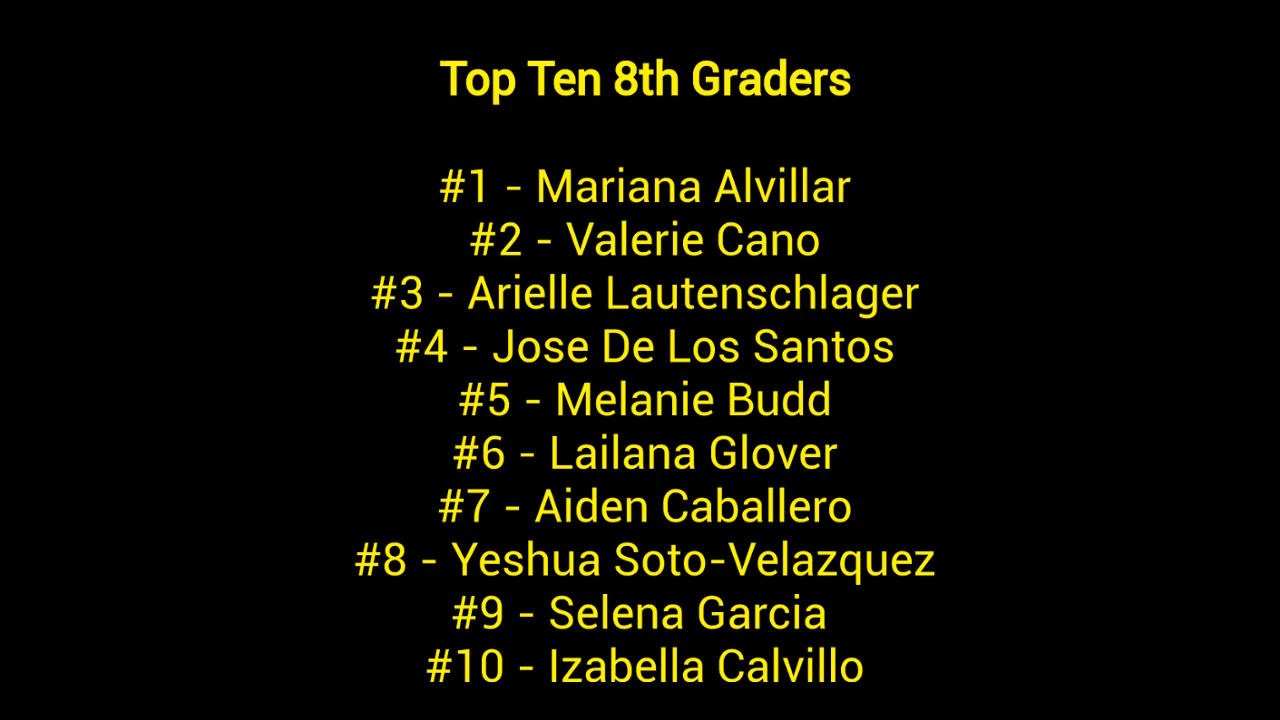 Top Ten 8th Graders
#1 - Mariana Alvillar
#2 - Valerie Cano
#3 - Arielle Lautenschlager
#4 - Jose De Los Santos
#5 - Melanie Budd
#6 - Lailana Glover
#7 - Aiden Caballero
#8 - Yeshua Soto-Velazquez
#9 - Selena Garcia
#10 - Izabella Calvillo